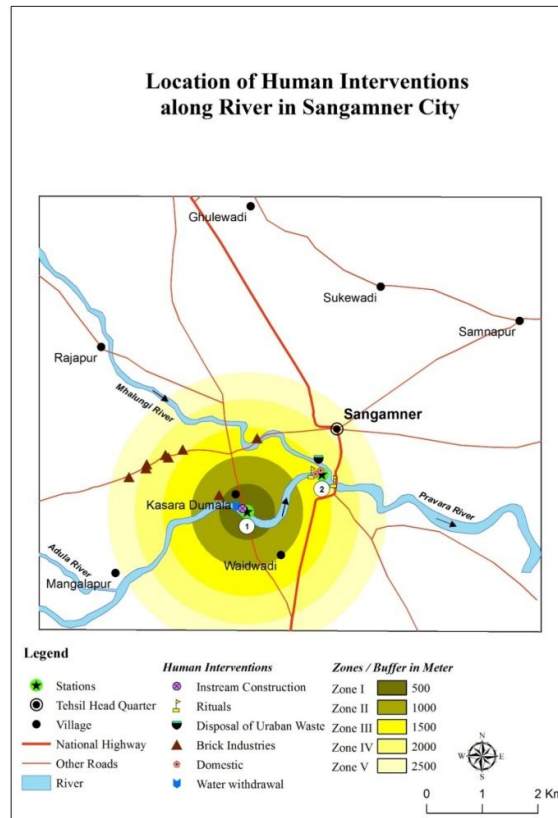 Location of Human Interventions
along River in Sangamner City
Ghulewadi
Sukewadi
Samnapur
Rajapur
Mhalungi River
Sangamner
Kasara Dumala
2
1
Pravara River
Waidwadi
Adula River
Mangalapur
Legend
Stations
Tehsil Head Quarter
Village
National Highway
Other Roads
River
Human Interventions
Instream Construction
Rituals
Disposal of Uraban Waste
Brick Industries
Domestic
Water withdrawal
Zones / Buffer in Meter
Zone I 500
Zone II 1000
Zone III 1500
Zone IV 2000
Zone V 2500
N
W E
S
0 1 2 Km